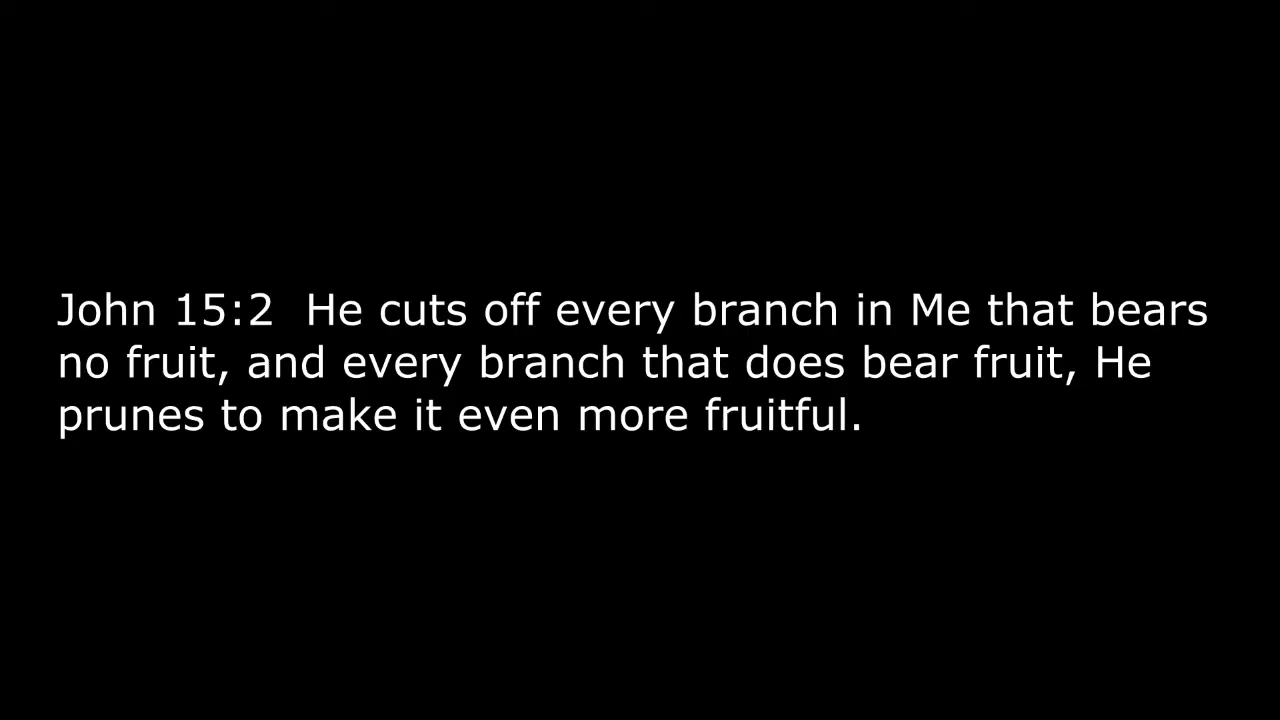 John 15:2  He cuts off every branch in Me that bears
no fruit, and every branch that does bear fruit, He
prunes to make it even more fruitful.